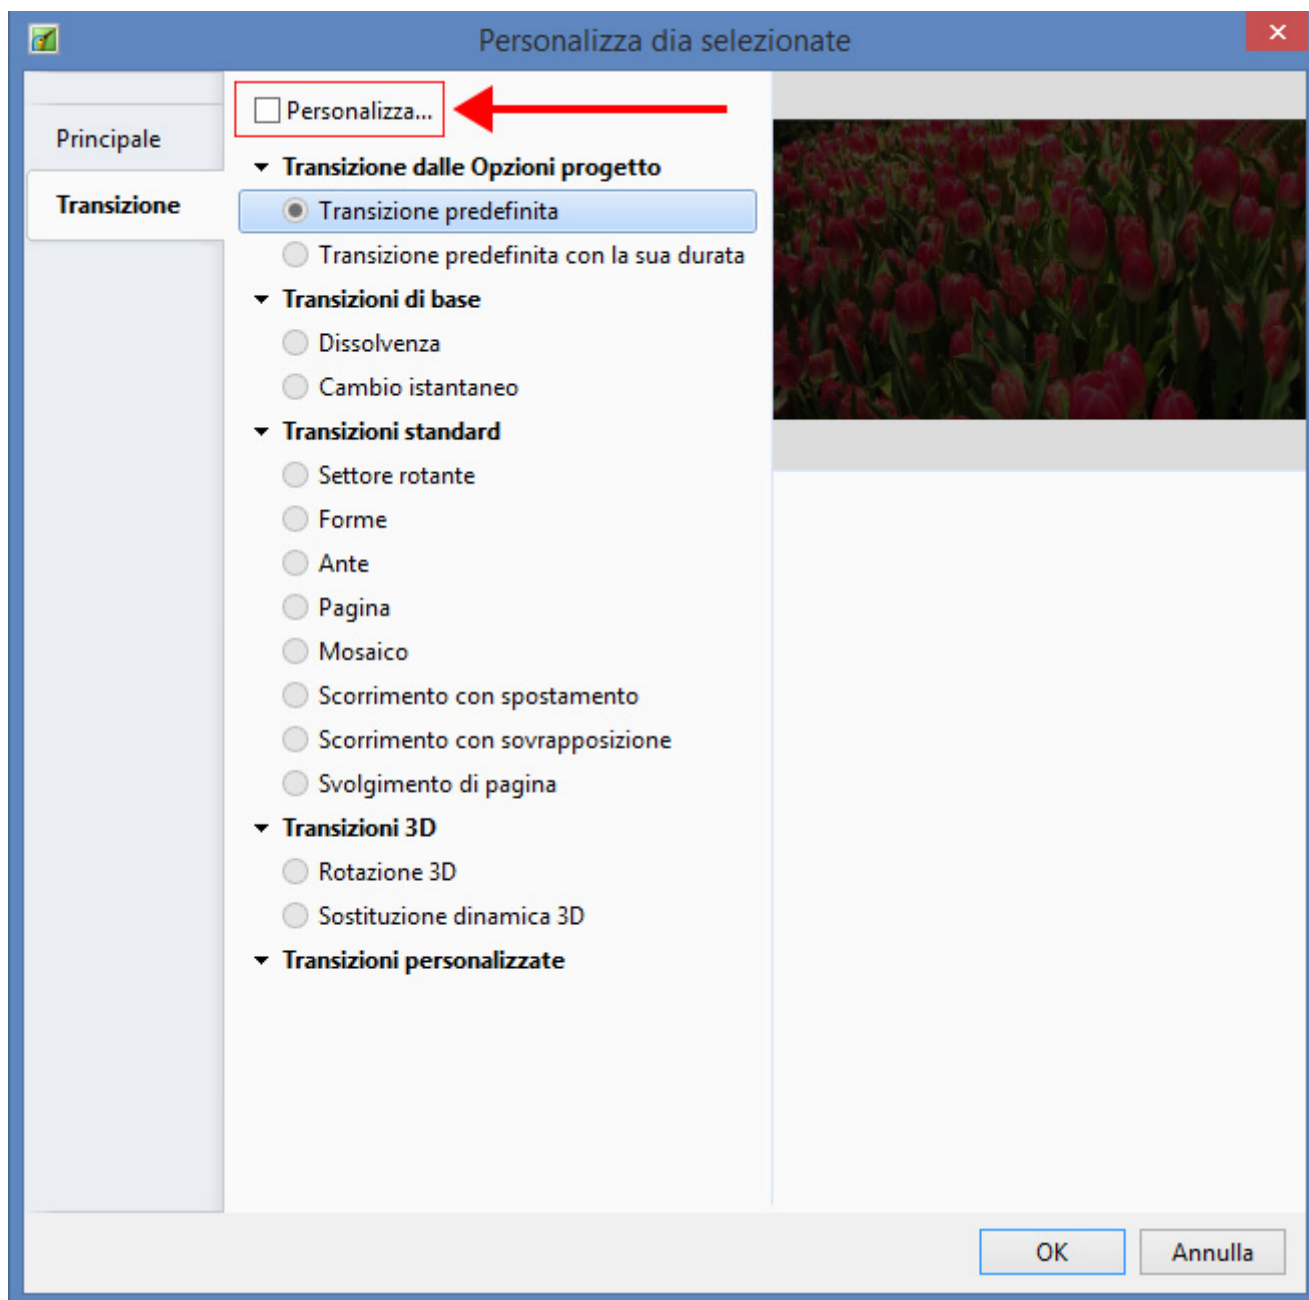 Personalizza dia selezionate
Principale
Transizione
Personalizza...
Transizione dalle Opzioni progetto
Transizione predefinita
Transizione predefinita con la sua durata
Transizioni di base
Dissolvenza
Cambio istantaneo
Transizioni standard
Settore rotante
Forme
Ante
Pagina
Mosaico
Scorrimento con spostamento
Scorrimento con sovrapposizione
Svolgimento di pagina
Transizioni 3D
Rotazione 3D
Sostituzione dinamica 3D
Transizioni personalizzate
OK
Annulla